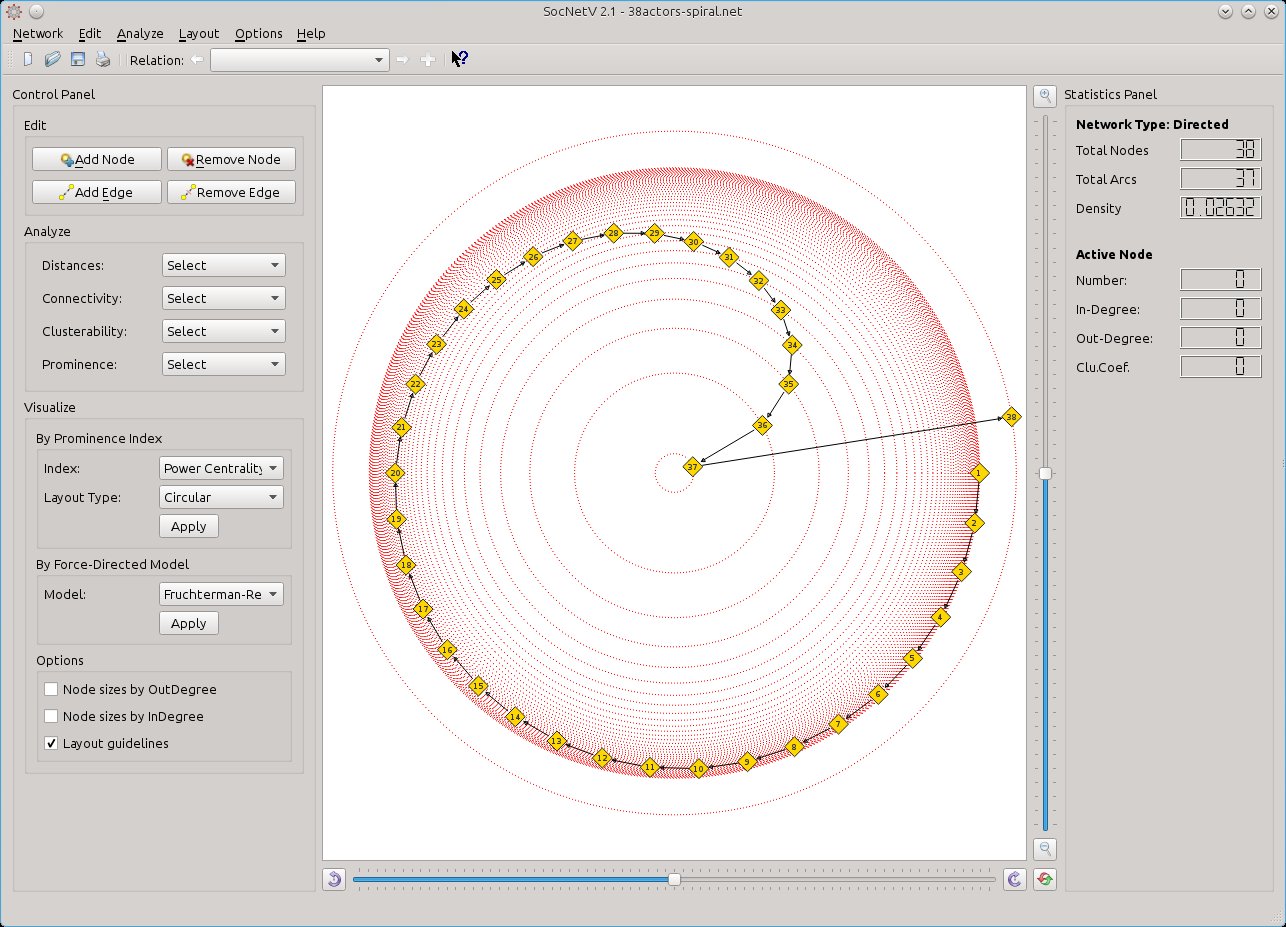 SocNetV 2.1 - 38actors-spiral.net
Network Edit Analyze Layout Options Help
Relation:
Control Panel
Edit
Add Node Remove Node
Add Edge Remove Edge
Analyze
Distances: Select
Connectivity: Select
Clusterability: Select
Prominence: Select
Visualize
By Prominence Index
Index: Power Centrality
Layout Type: Circular
Apply
By Force-Directed Model
Model: Fruchterman-Re
Apply
Options
Node sizes by OutDegree
Node sizes by InDegree
Layout guidelines
1
2
3
4
5
6
7
8
9
10
11
12
13
14
15
16
17
18
19
20
21
22
23
24
25
26
27
28
29
30
31
32
33
34
35
36
37
38
Statistics Panel
Network Type: Directed
Total Nodes 38
Total Arcs 37
Density 0.02632
Active Node
Number: 0
In-Degree: 0
Out-Degree: 0
Clu.Coef. 0